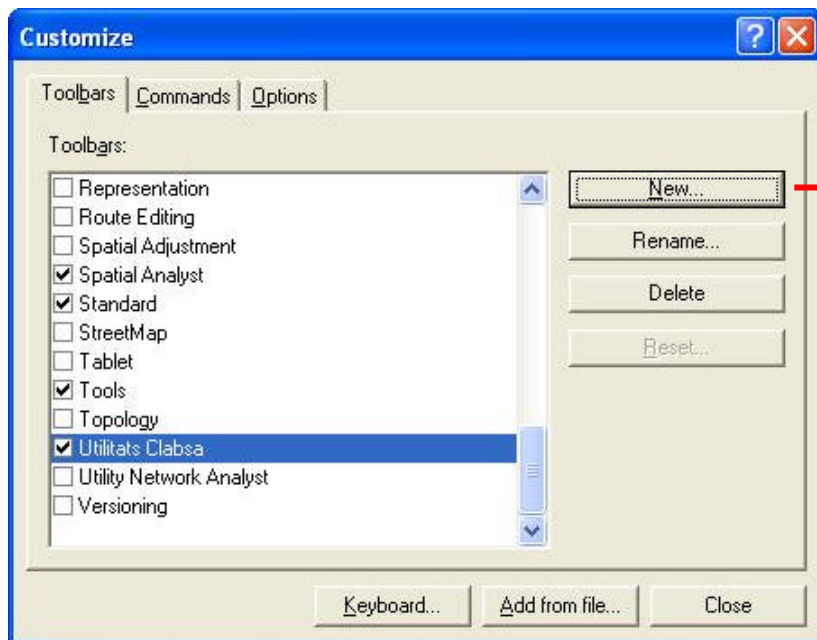 Customize
Toolbars Commands Options
Toolbars:
Representation
Route Editing
Spatial Adjustment
Spatial Analyst
Standard
StreetMap
Tablet
Tools
Topology
Utilitats Clabsa
Utility Network Analyst
Versioning
New...
Rename...
Delete
Reset...
Keyboard... Add from file... Close